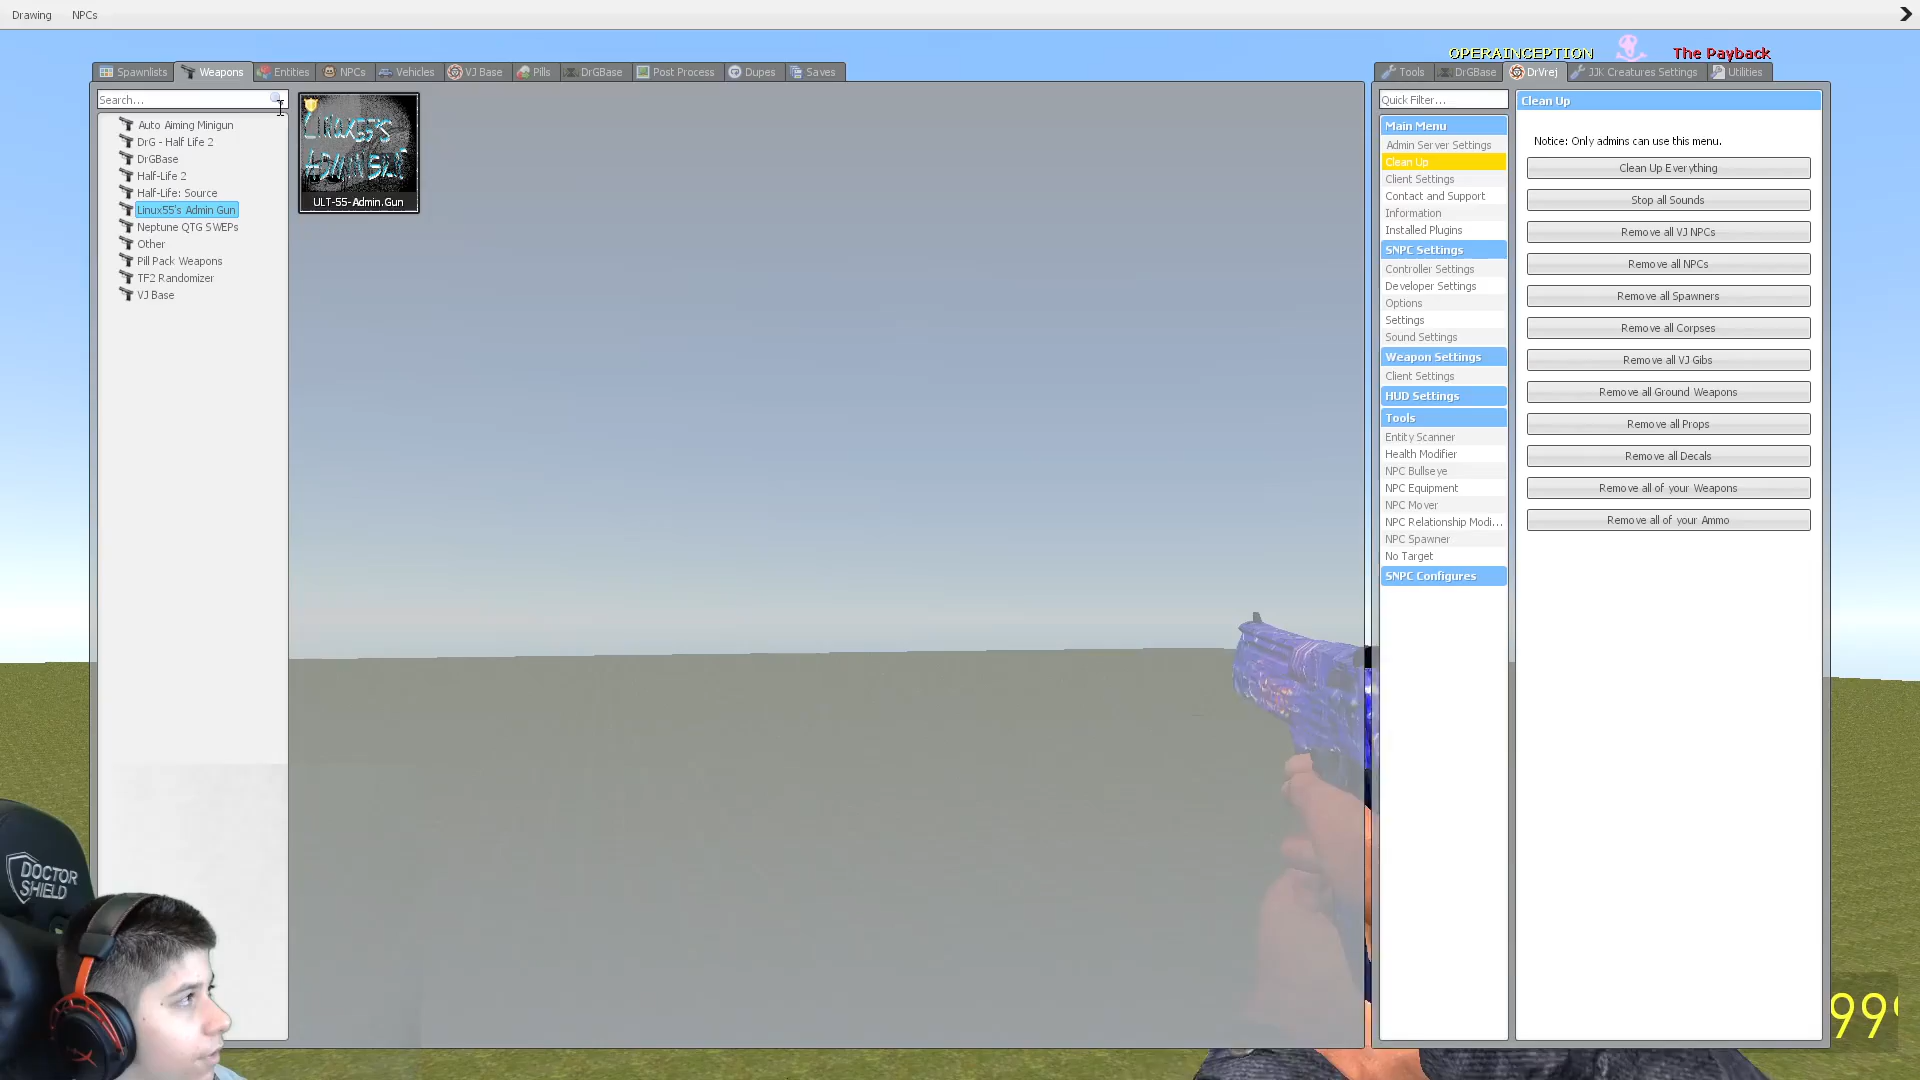 Drawing NPCs
OPERAINCEPTION The Payback
Spawnlists Weapons Entities NPCs Vehicles VJ Base Pills DrGBase Post Process Dupes Saves
Tools DrGBase DrVrej JJK Creatures Settings Utilities
Search...
Auto Aiming Minigun
DrG - Half Life 2
DrGBase
Half-Life 2
Half-Life: Source
Linux55's Admin Gun
Neptune QTG SWEPs
Other
Pill Pack Weapons
TF2 Randomizer
VJ Base
LINUX55'S
ULT-55-Admin.Gun
Quick Filter...
Main Menu
Admin Server Settings
Clean Up
Client Settings
Contact and Support
Information
Installed Plugins
SNPC Settings
Controller Settings
Developer Settings
Options
Settings
Sound Settings
Weapon Settings
Client Settings
HUD Settings
Tools
Entity Scanner
Health Modifier
NPC Bullseye
NPC Equipment
NPC Mover
NPC Relationship Modi...
NPC Spawner
No Target
SNPC Configures
Clean Up
Notice: Only admins can use this menu.
Clean Up Everything
Stop all Sounds
Remove all VJ NPCs
Remove all NPCs
Remove all Spawners
Remove all Corpses
Remove all VJ Gibs
Remove all Ground Weapons
Remove all Props
Remove all Decals
Remove all of your Weapons
Remove all of your Ammo
DOCTOR
SHIELD